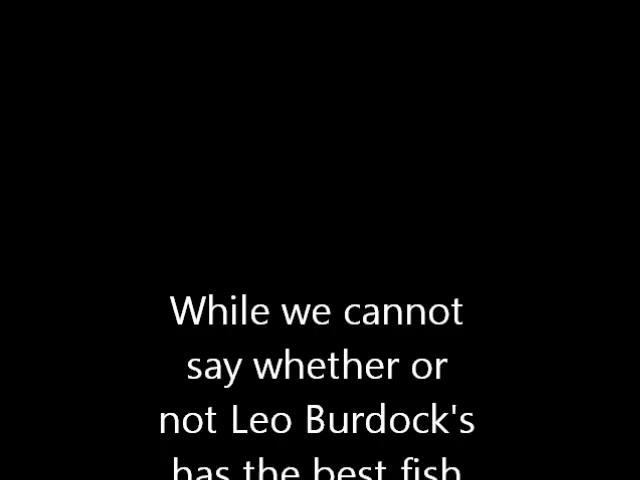 While we cannot
say whether or
not Leo Burdock's
has the best fish